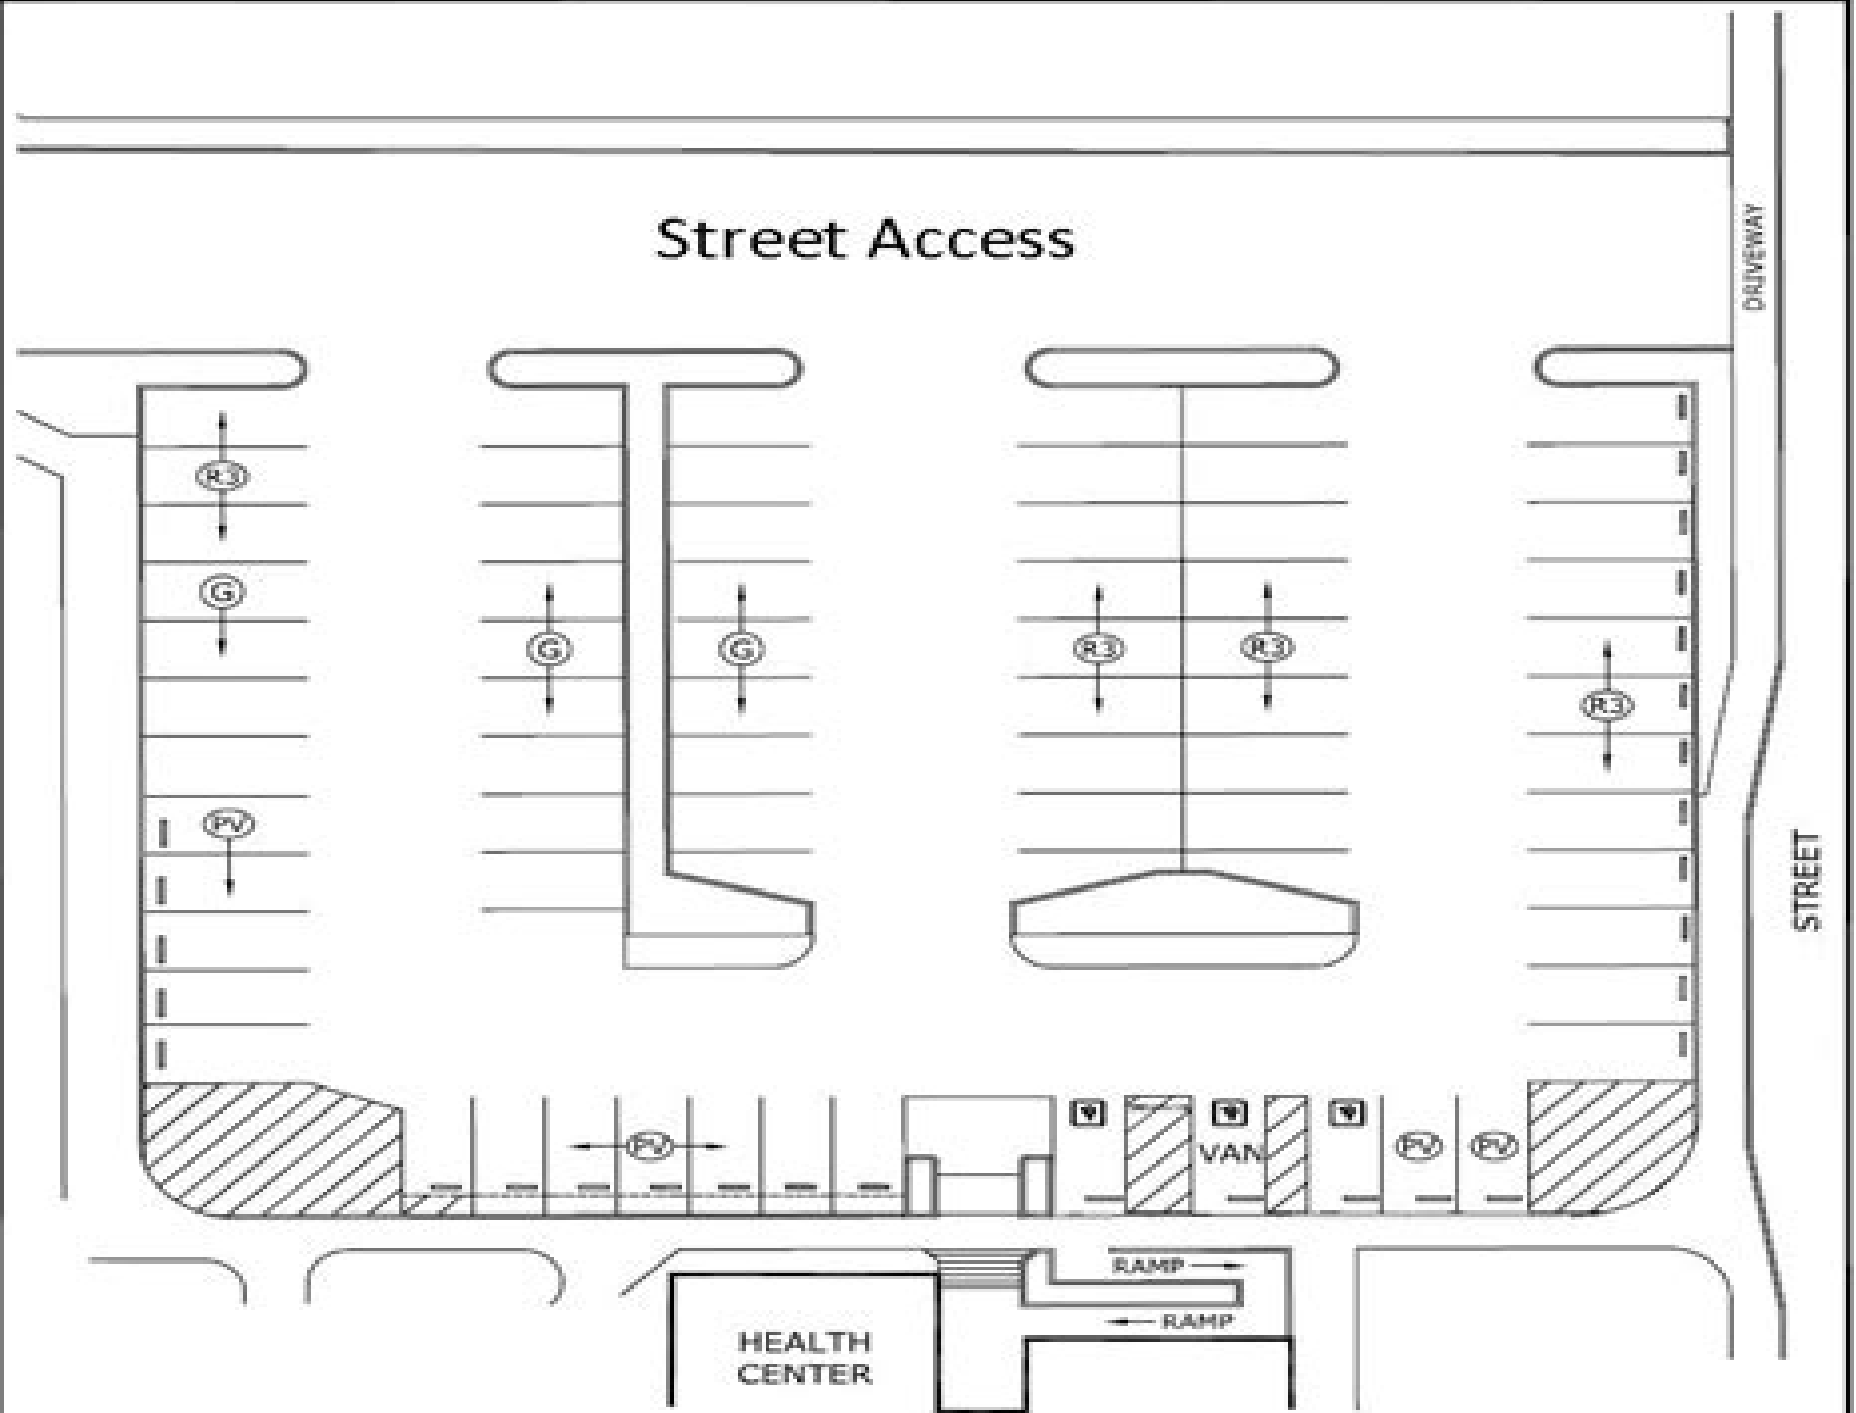 Street Access
DRIVEWAY
R3
G
G
G
R3
R3
R3
PV
STREET
PV
VAN
PV
PV
RAMP
RAMP
HEALTH
CENTER